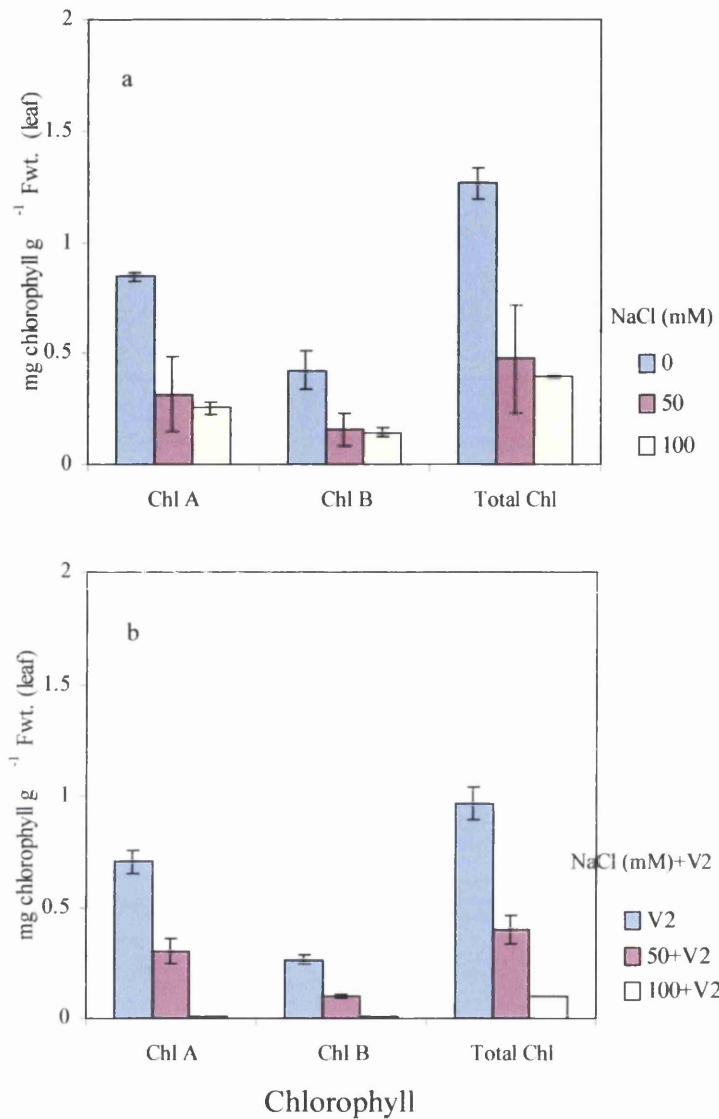 2
a
1.5
1
0.5
0
mg chlorophyll g -1 Fwt. (leaf)
Chl A Chl B Total Chl
NaCl (mM)
0
50
100
2
b
1.5
1
0.5
0
mg chlorophyll g -1 Fwt. (leaf)
Chl A Chl B Total Chl
NaCl (mM)+V2
V2
50+V2
100+V2
Chlorophyll